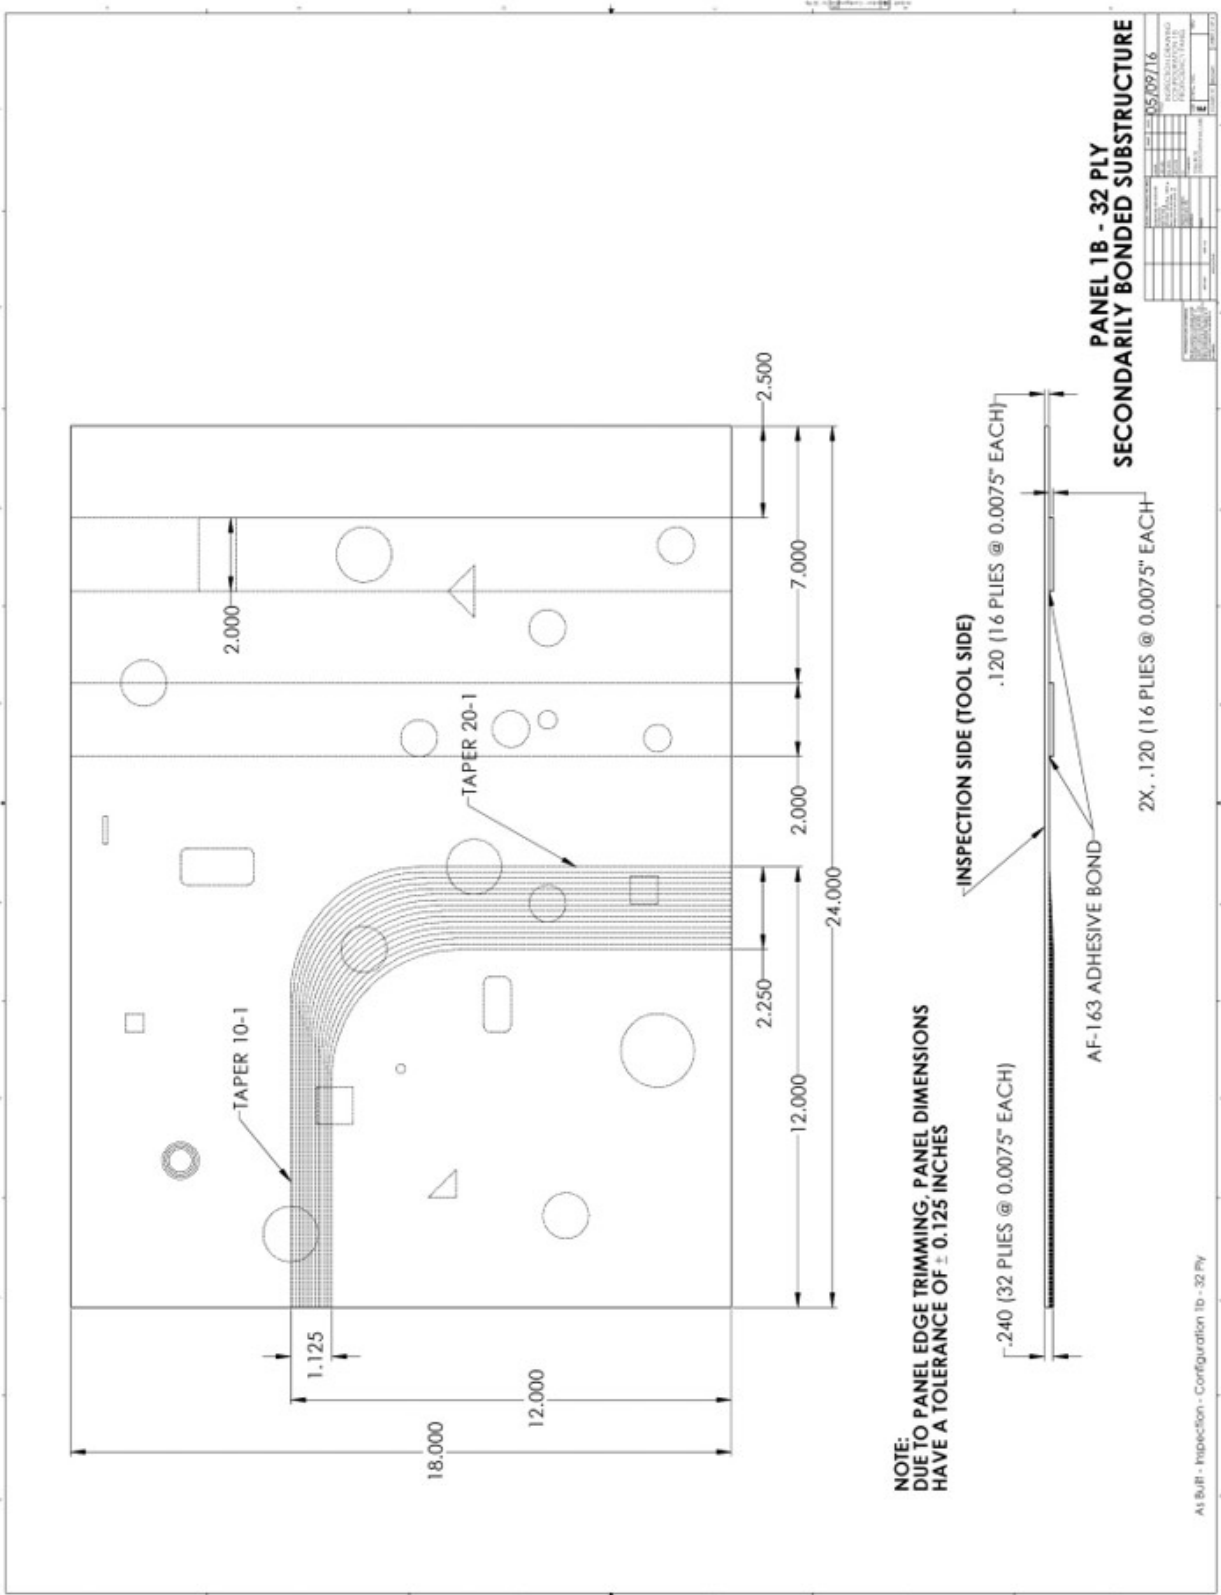 2.500
2.000
7.000
TAPER 20-1
2.000
24.000
TAPER 10-1
2.250
12.000
1.125
12.000
18.000
INSPECTION SIDE (TOOL SIDE)
.120 (16 PLIES @ 0.0075" EACH)
2X, .120 (16 PLIES @ 0.0075" EACH
AF-163 ADHESIVE BOND
.240 (32 PLIES @ 0.0075" EACH)
NOTE:
DUE TO PANEL EDGE TRIMMING, PANEL DIMENSIONS
HAVE A TOLERANCE OF ± 0.125 INCHES
PANEL 1B - 32 PLY
SECONDARILY BONDED SUBSTRUCTURE
05/09/16
As Built - Inspection - Configuration 1b - 32 Ply